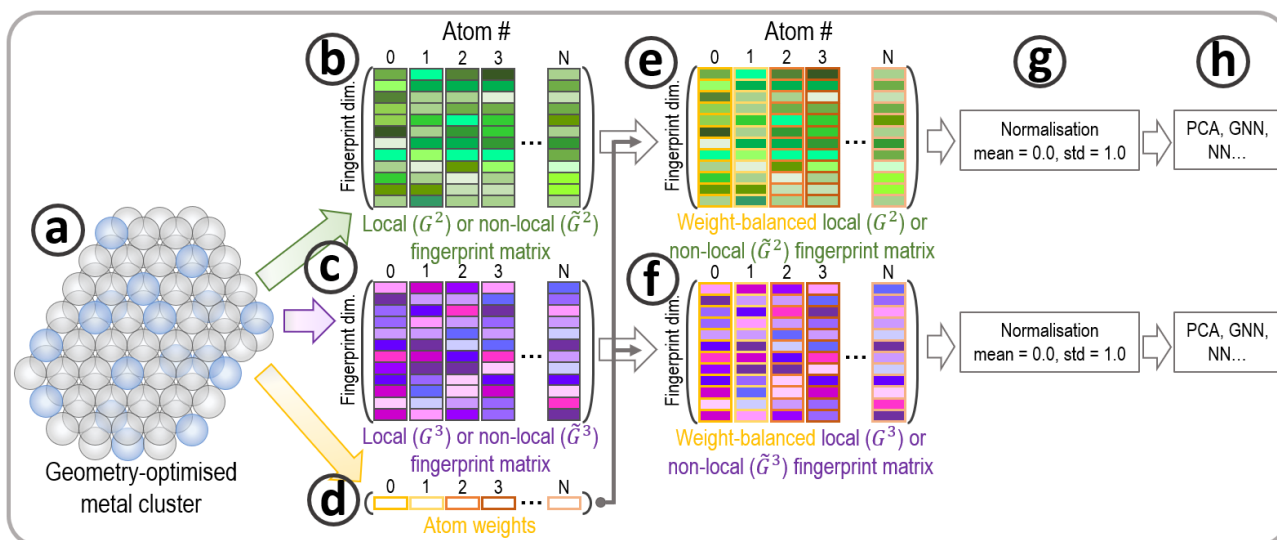 a
Geometry-optimised
metal cluster
b
Atom #
0 1 2 3 N
Fingerprint dim.
...
Local (G²) or non-local (G̃²)
fingerprint matrix
c
0 1 2 3 N
Fingerprint dim.
...
Local (G³) or non-local (G̃³)
fingerprint matrix
d
0 1 2 3 N
...
Atom weights
e
Atom #
0 1 2 3 N
Fingerprint dim.
...
Weight-balanced local (G²) or
non-local (G̃²) fingerprint matrix
f
0 1 2 3 N
Fingerprint dim.
...
Weight-balanced local (G³) or
non-local (G̃³) fingerprint matrix
g
Normalisation
mean = 0.0, std = 1.0
Normalisation
mean = 0.0, std = 1.0
h
PCA, GNN,
NN...
PCA, GNN,
NN...